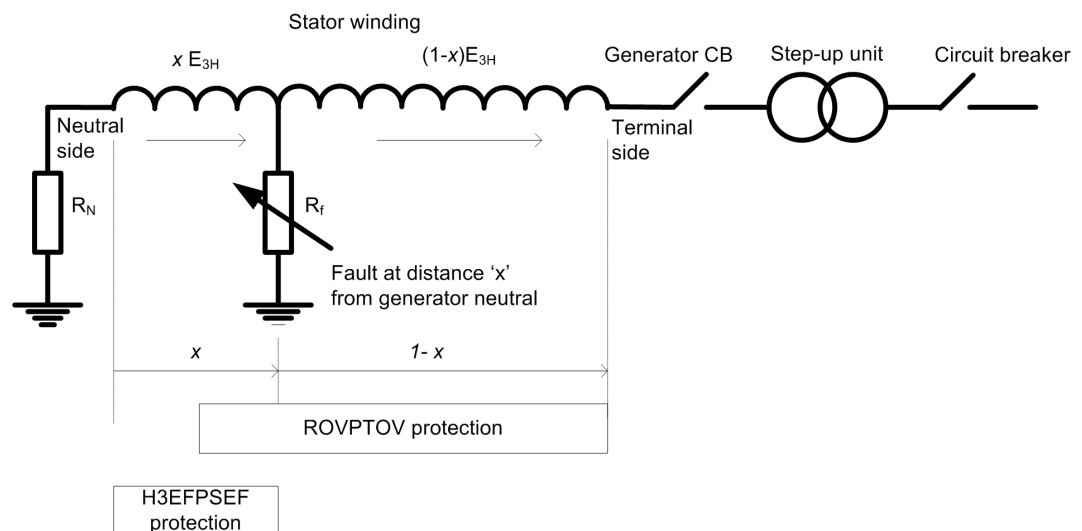 Stator winding
x E3H
(1-x)E3H
Generator CB
Step-up unit
Circuit breaker
Neutral
side
Terminal
side
RN
Rf
Fault at distance ‘x’
from generator neutral
x
1- x
ROVPTOV protection
H3EFPSEF
protection